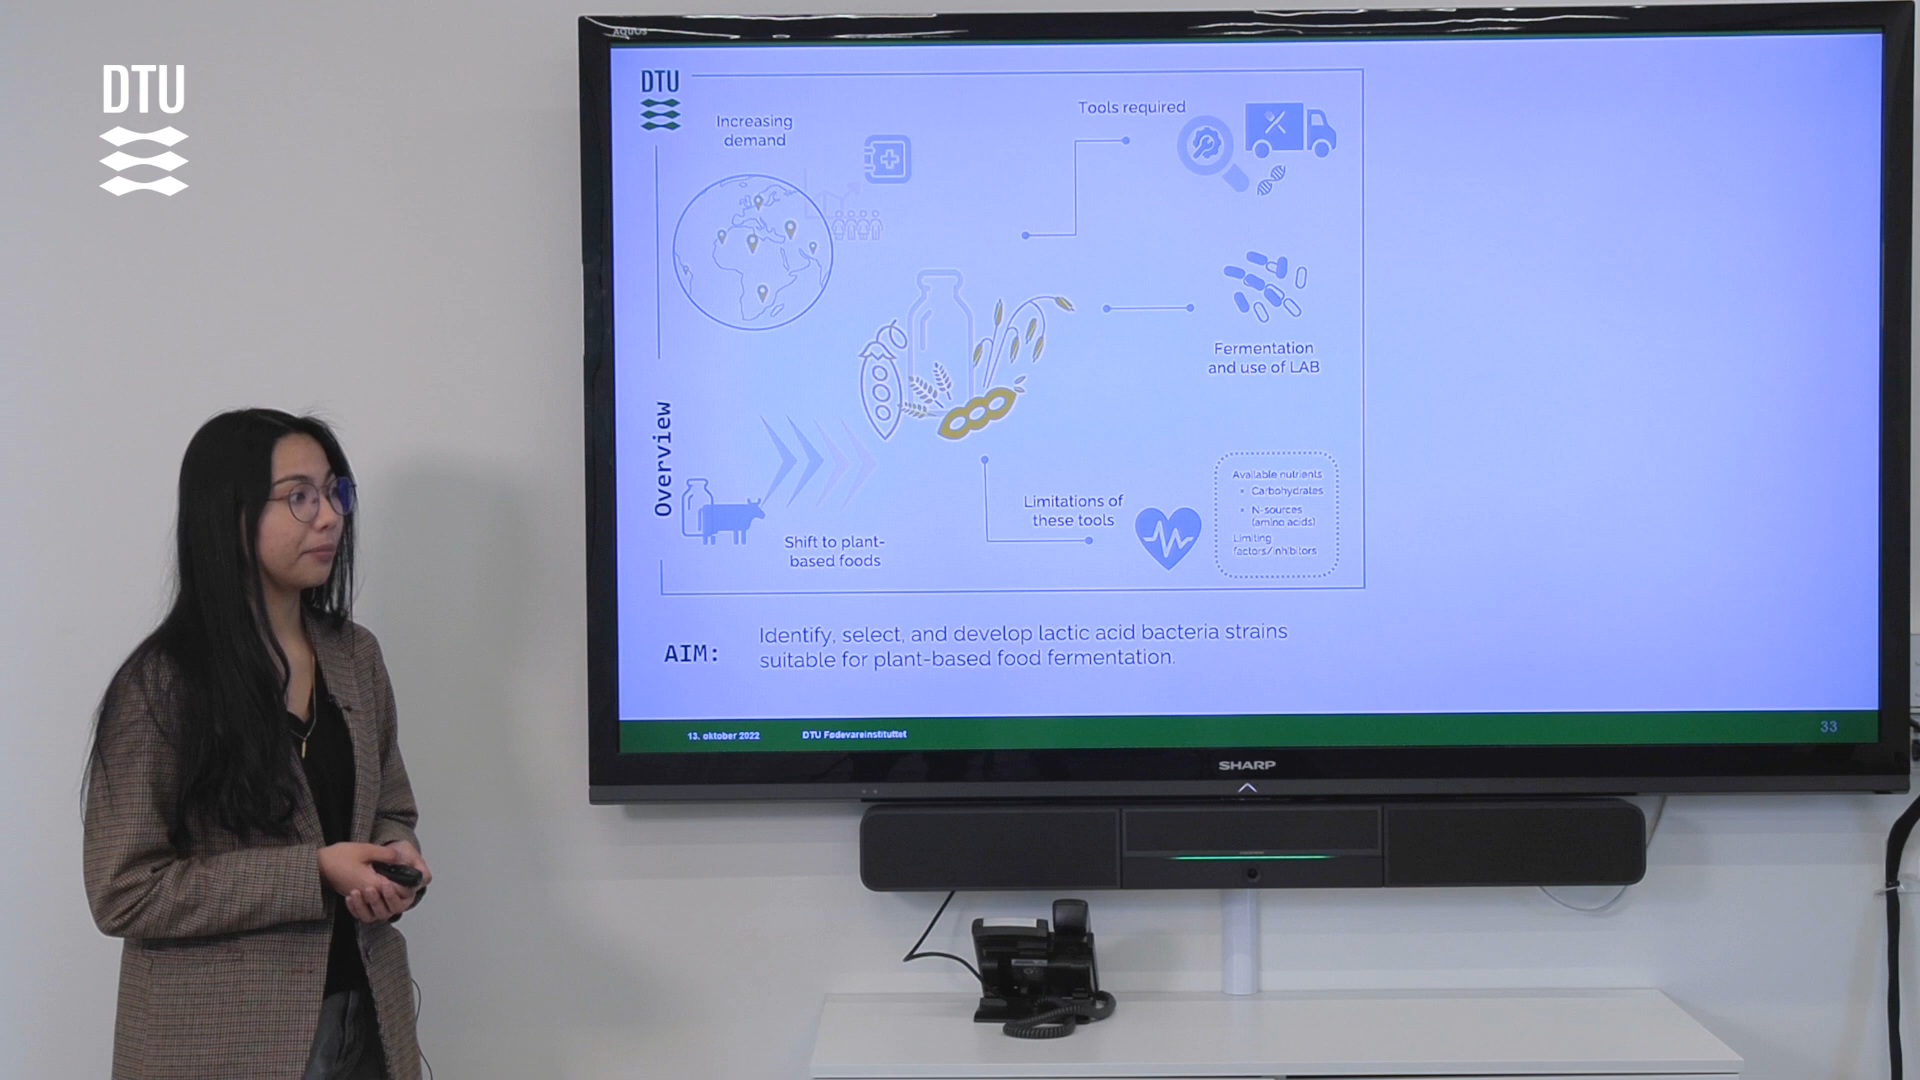 DTU
AQUOS
DTU
Increasing
demand
Tools required
Fermentation
and use of LAB
Overview
Shift to plant-
based foods
Limitations of
these tools
Available nutrients
• Carbohydrates
• N-sources
(amino acids)
Limiting
factors/inhibitors
AIM:
Identify, select, and develop lactic acid bacteria strains
suitable for plant-based food fermentation.
13. oktober 2022
DTU Fødevareinstituttet
33
SHARP